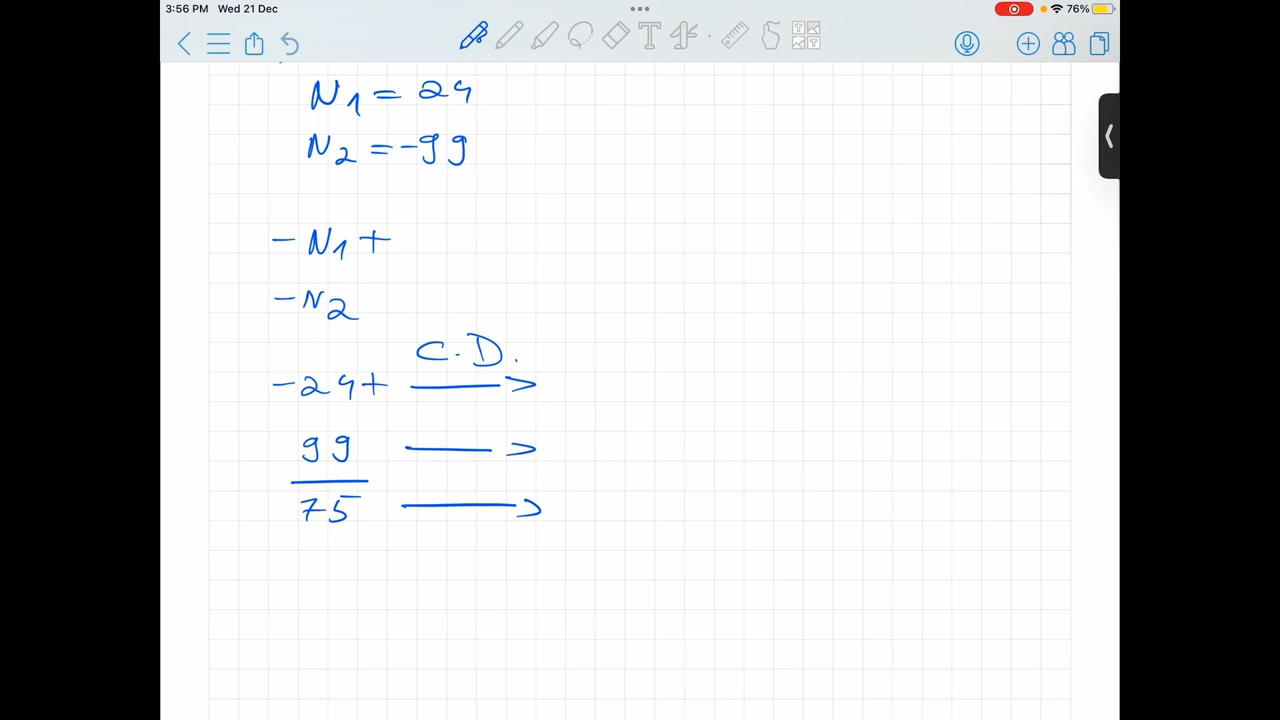 3:56 PM Wed 21 Dec 76%
N1 = 24
N2 = -99
- N1 +
- N2
C.D.
-24+
99
75